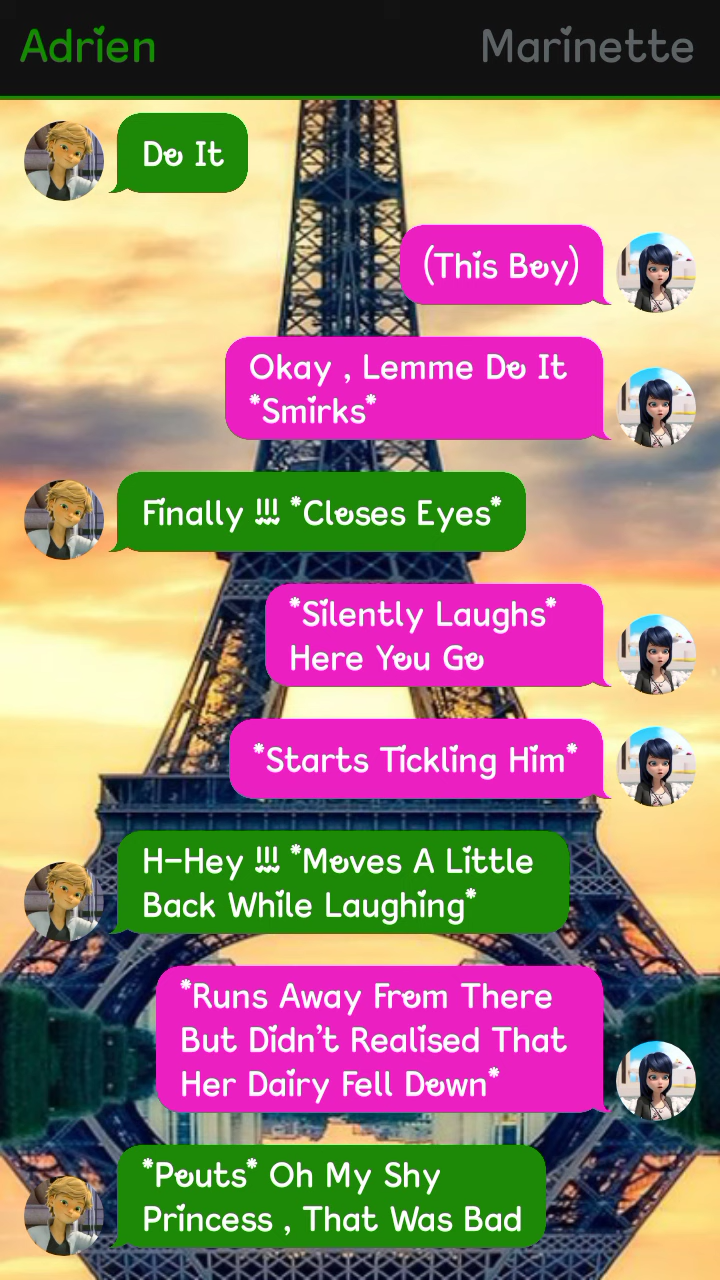 Adrien
Marinette
Do It
(This Boy)
Okay , Lemme Do It
*Smirks*
Finally !!! *Closes Eyes*
*Silently Laughs*
Here You Go
*Starts Tickling Him*
H-Hey !!! *Moves A Little
Back While Laughing*
*Runs Away From There
But Didn't Realised That
Her Dairy Fell Down*
*Pouts* Oh My Shy
Princess , That Was Bad